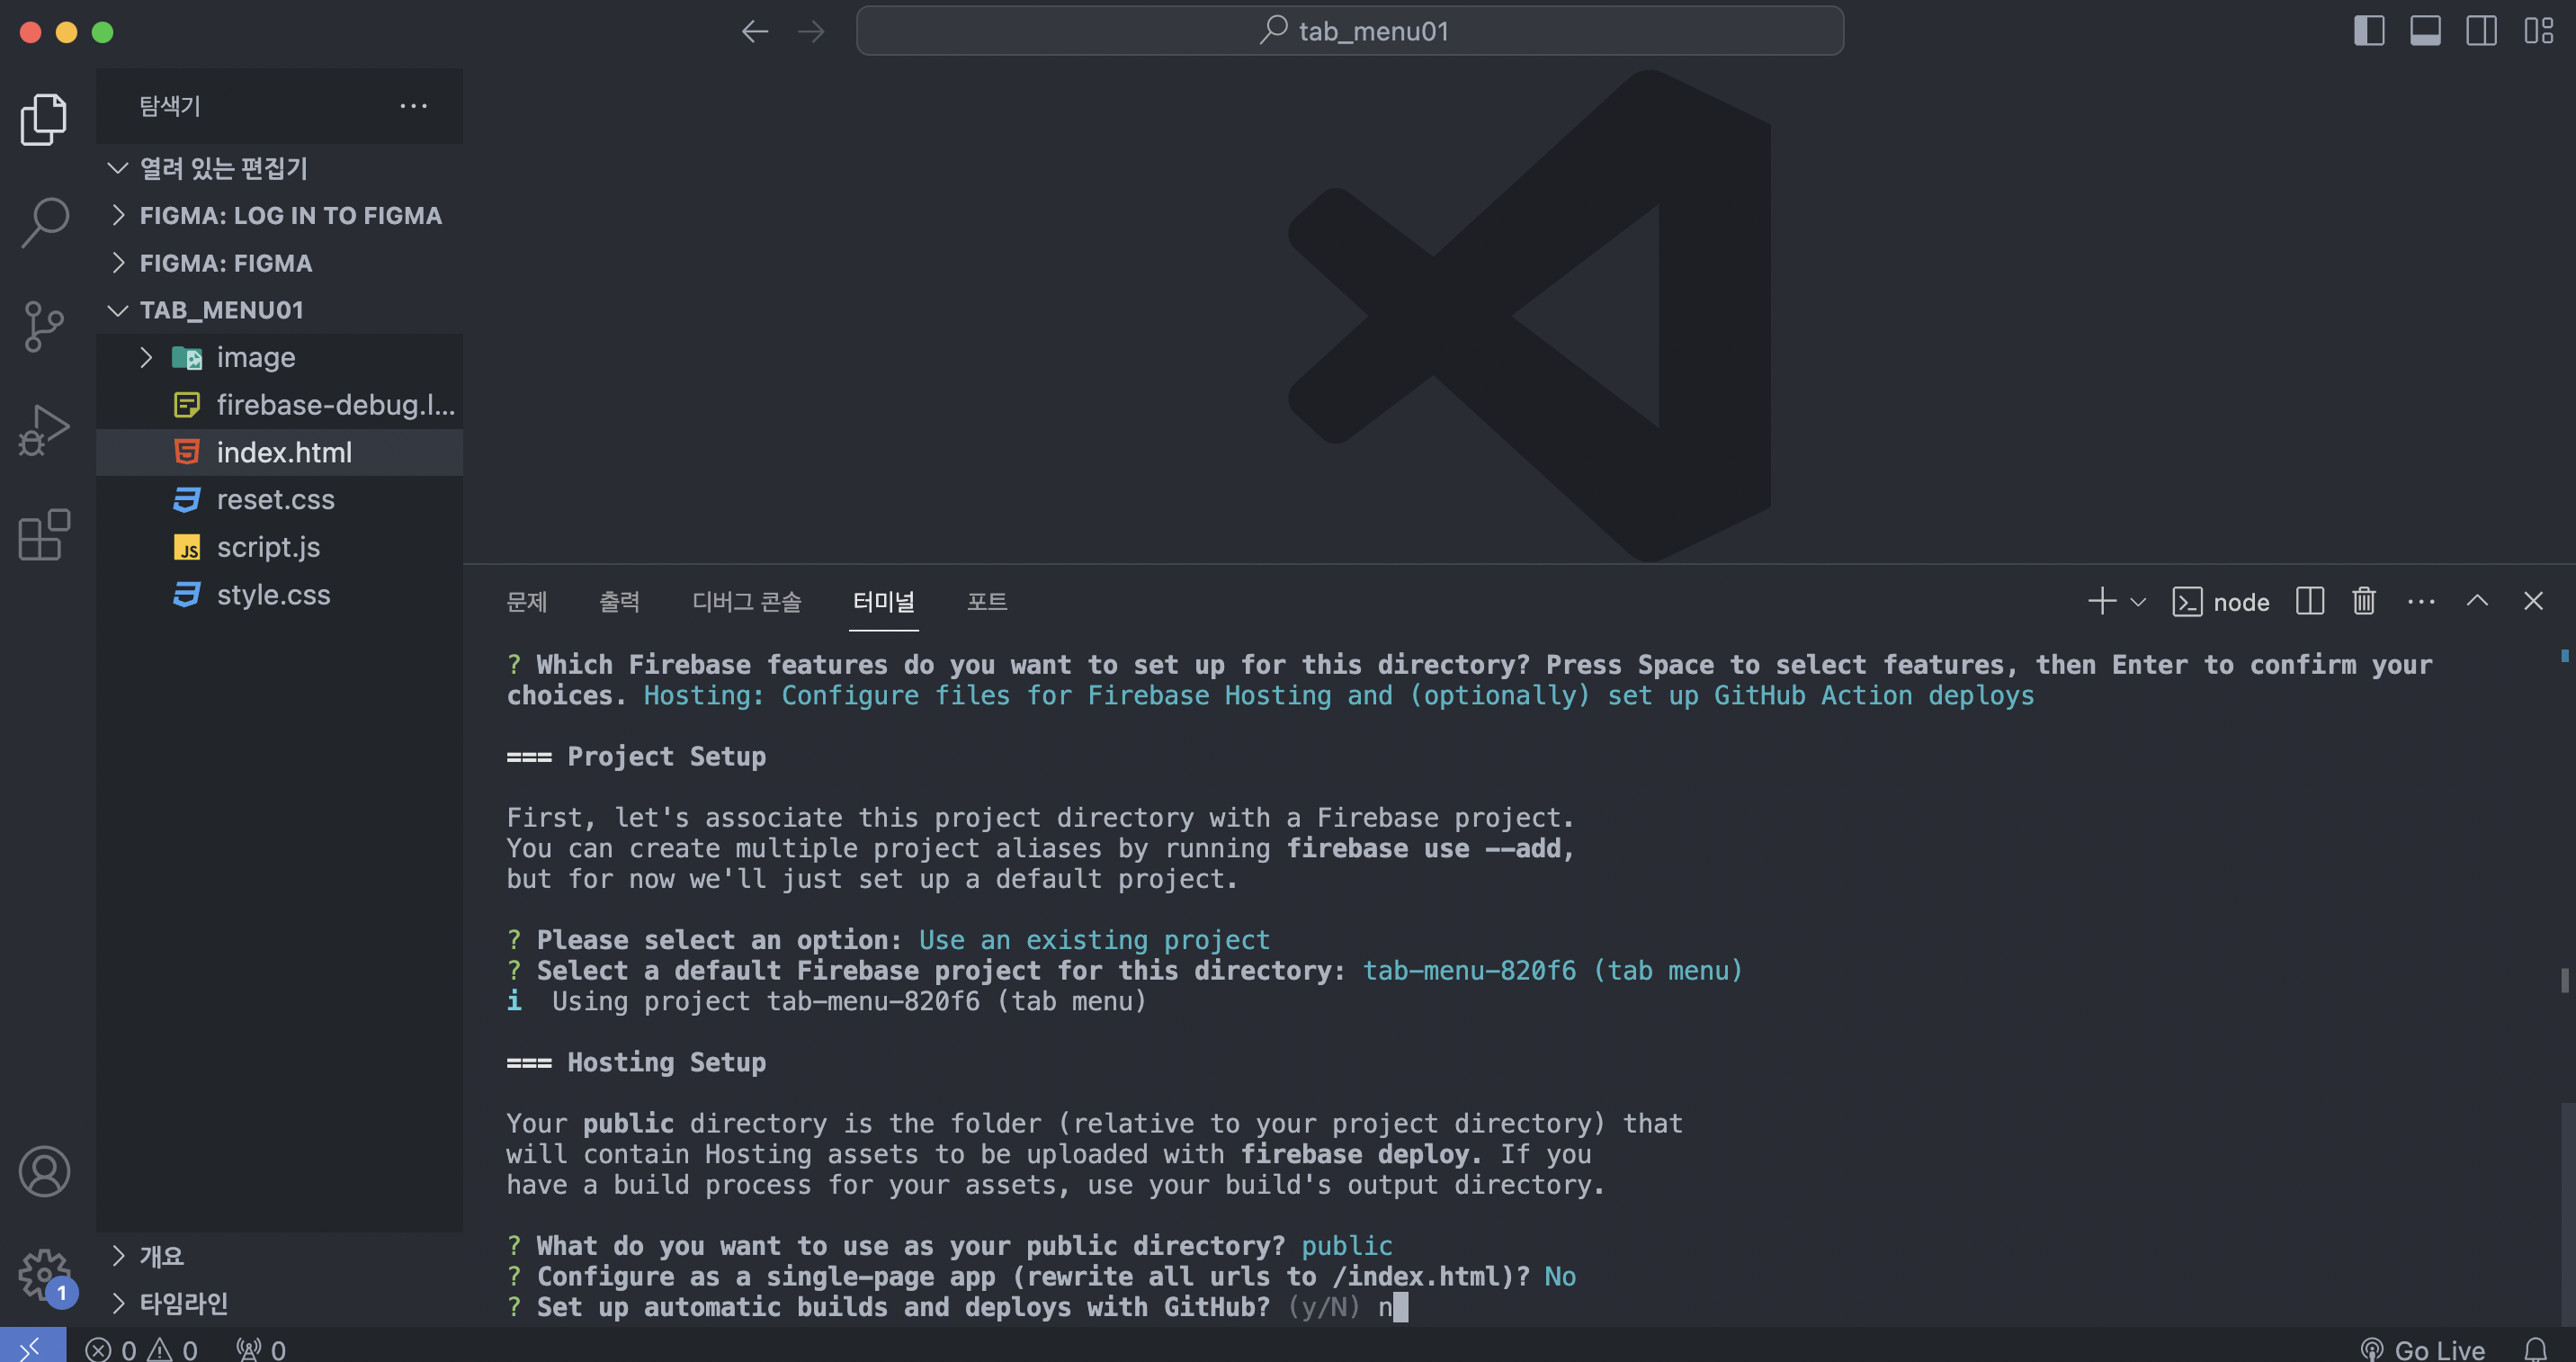 tab_menu01
탐색기
열려 있는 편집기
FIGMA: LOG IN TO FIGMA
FIGMA: FIGMA
TAB_MENU01
image
firebase-debug.l...
index.html
reset.css
script.js
style.css
개요
타임라인
문제 출력 디버그 콘솔 터미널 포트
node
? Which Firebase features do you want to set up for this directory? Press Space to select features, then Enter to confirm your
choices. Hosting: Configure files for Firebase Hosting and (optionally) set up GitHub Action deploys
=== Project Setup
First, let's associate this project directory with a Firebase project.
You can create multiple project aliases by running firebase use --add,
but for now we'll just set up a default project.
? Please select an option: Use an existing project
? Select a default Firebase project for this directory: tab-menu-820f6 (tab menu)
i  Using project tab-menu-820f6 (tab menu)
=== Hosting Setup
Your public directory is the folder (relative to your project directory) that
will contain Hosting assets to be uploaded with firebase deploy. If you
have a build process for your assets, use your build's output directory.
? What do you want to use as your public directory? public
? Configure as a single-page app (rewrite all urls to /index.html)? No
? Set up automatic builds and deploys with GitHub? (y/N) n
1
0 0 0
Go Live